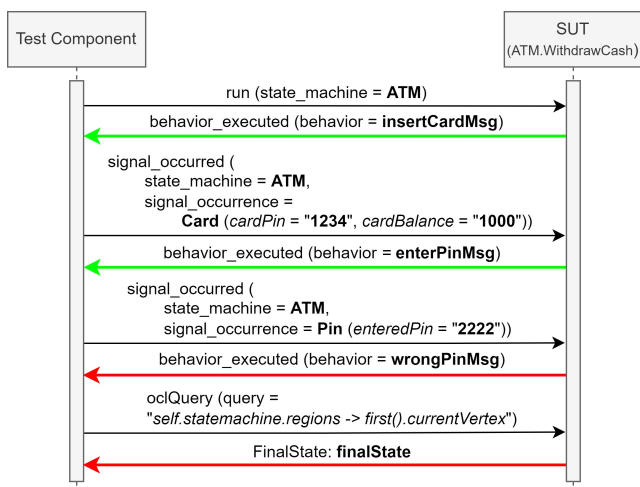 Test Component
SUT
(ATM.WithdrawCash)
run (state_machine = ATM)
behavior_executed (behavior = insertCardMsg)
signal_occurred (
state_machine = ATM,
signal_occurrence =
Card (cardPin = "1234", cardBalance = "1000"))
behavior_executed (behavior = enterPinMsg)
signal_occurred (
state_machine = ATM,
signal_occurrence = Pin (enteredPin = "2222"))
behavior_executed (behavior = wrongPinMsg)
oclQuery (query =
"self.statemachine.regions -> first().currentVertex")
FinalState: finalState